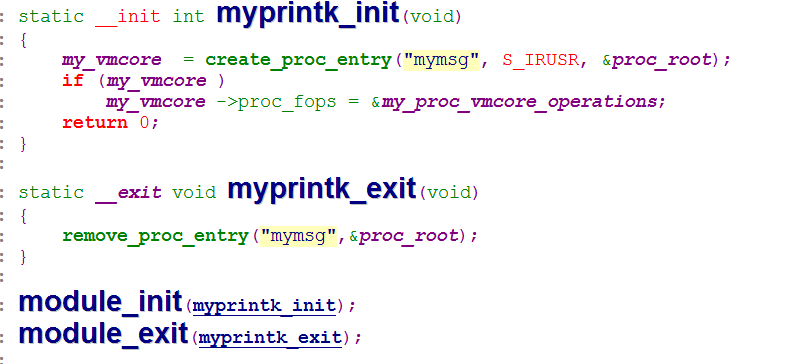 : static __init int myprintk_init(void)
: {
:     my_vmcore  = create_proc_entry("mymsg", S_IRUSR, &proc_root);
:     if (my_vmcore )
:         my_vmcore ->proc_fops = &my_proc_vmcore_operations;
:     return 0;
: }
:
: static __exit void myprintk_exit(void)
: {
:     remove_proc_entry("mymsg",&proc_root);
: }
:
: module_init(myprintk_init);
: module_exit(myprintk_exit);
: